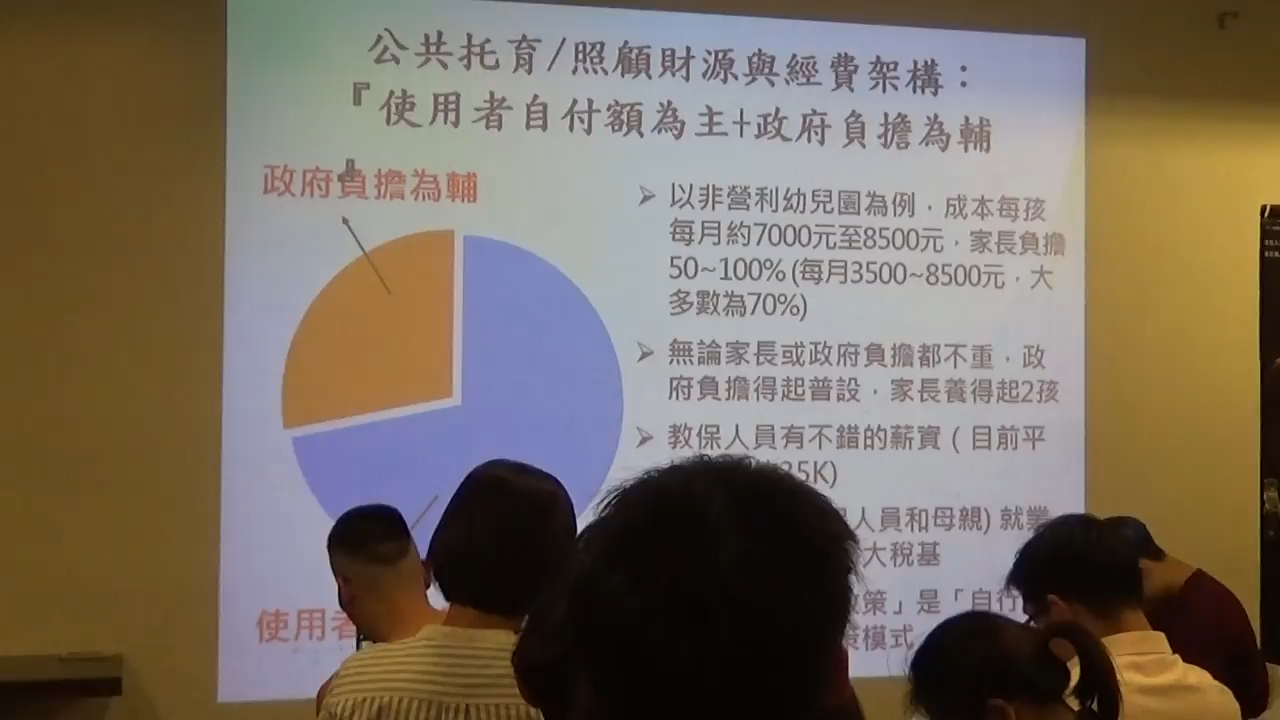 公共托育/照顧財源與經費架構：
『使用者自付額為主+政府負擔為輔
』
政府負擔為輔
使用者
以非營利幼兒園為例，成本每孩
每月約7000元至8500元，家長負擔
50~100% (每月3500~8500元，大
多數為70%)
無論家長或政府負擔都不重，政
府負擔得起普設，家長養得起2孩
教保人員有不錯的薪資（目前平
35K)
人員和母親) 就業
大稅基
策」是「自行
模式